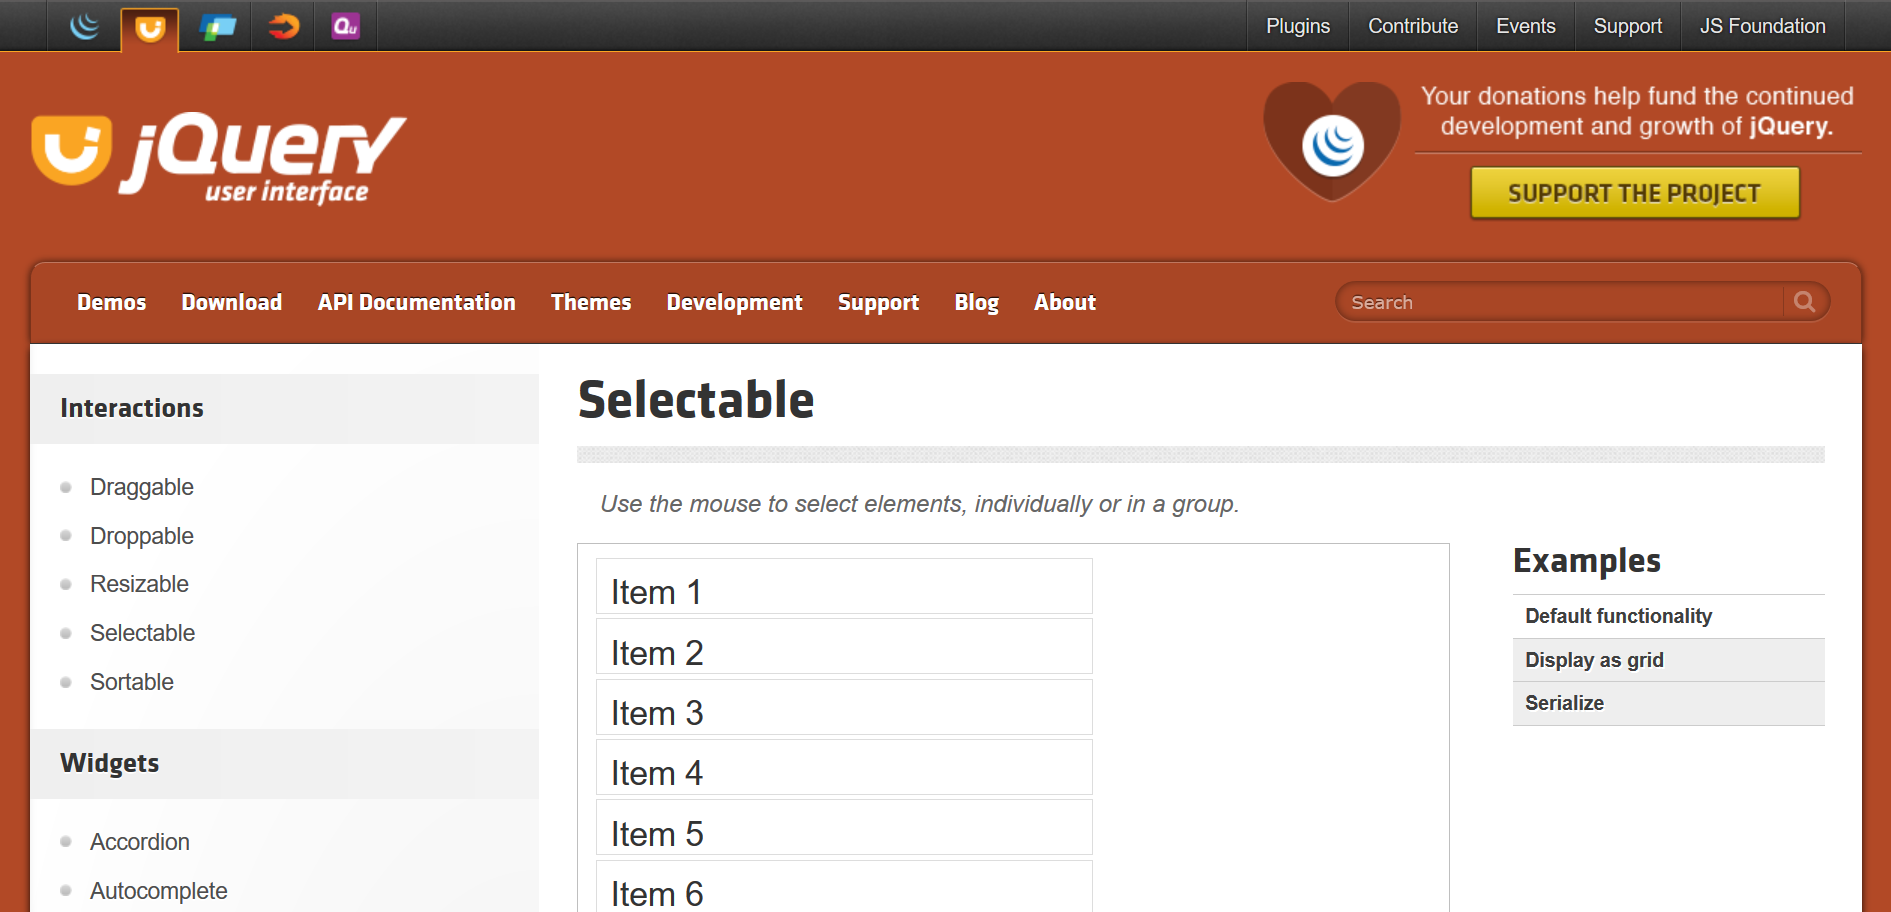 Qu
Plugins Contribute Events Support JS Foundation
jQuery
user interface
Your donations help fund the continued
development and growth of jQuery.
SUPPORT THE PROJECT
Demos Download API Documentation Themes Development Support Blog About Search
Interactions
Draggable
Droppable
Resizable
Selectable
Sortable
Widgets
Accordion
Autocomplete
Selectable
Use the mouse to select elements, individually or in a group.
Item 1
Item 2
Item 3
Item 4
Item 5
Item 6
Examples
Default functionality
Display as grid
Serialize